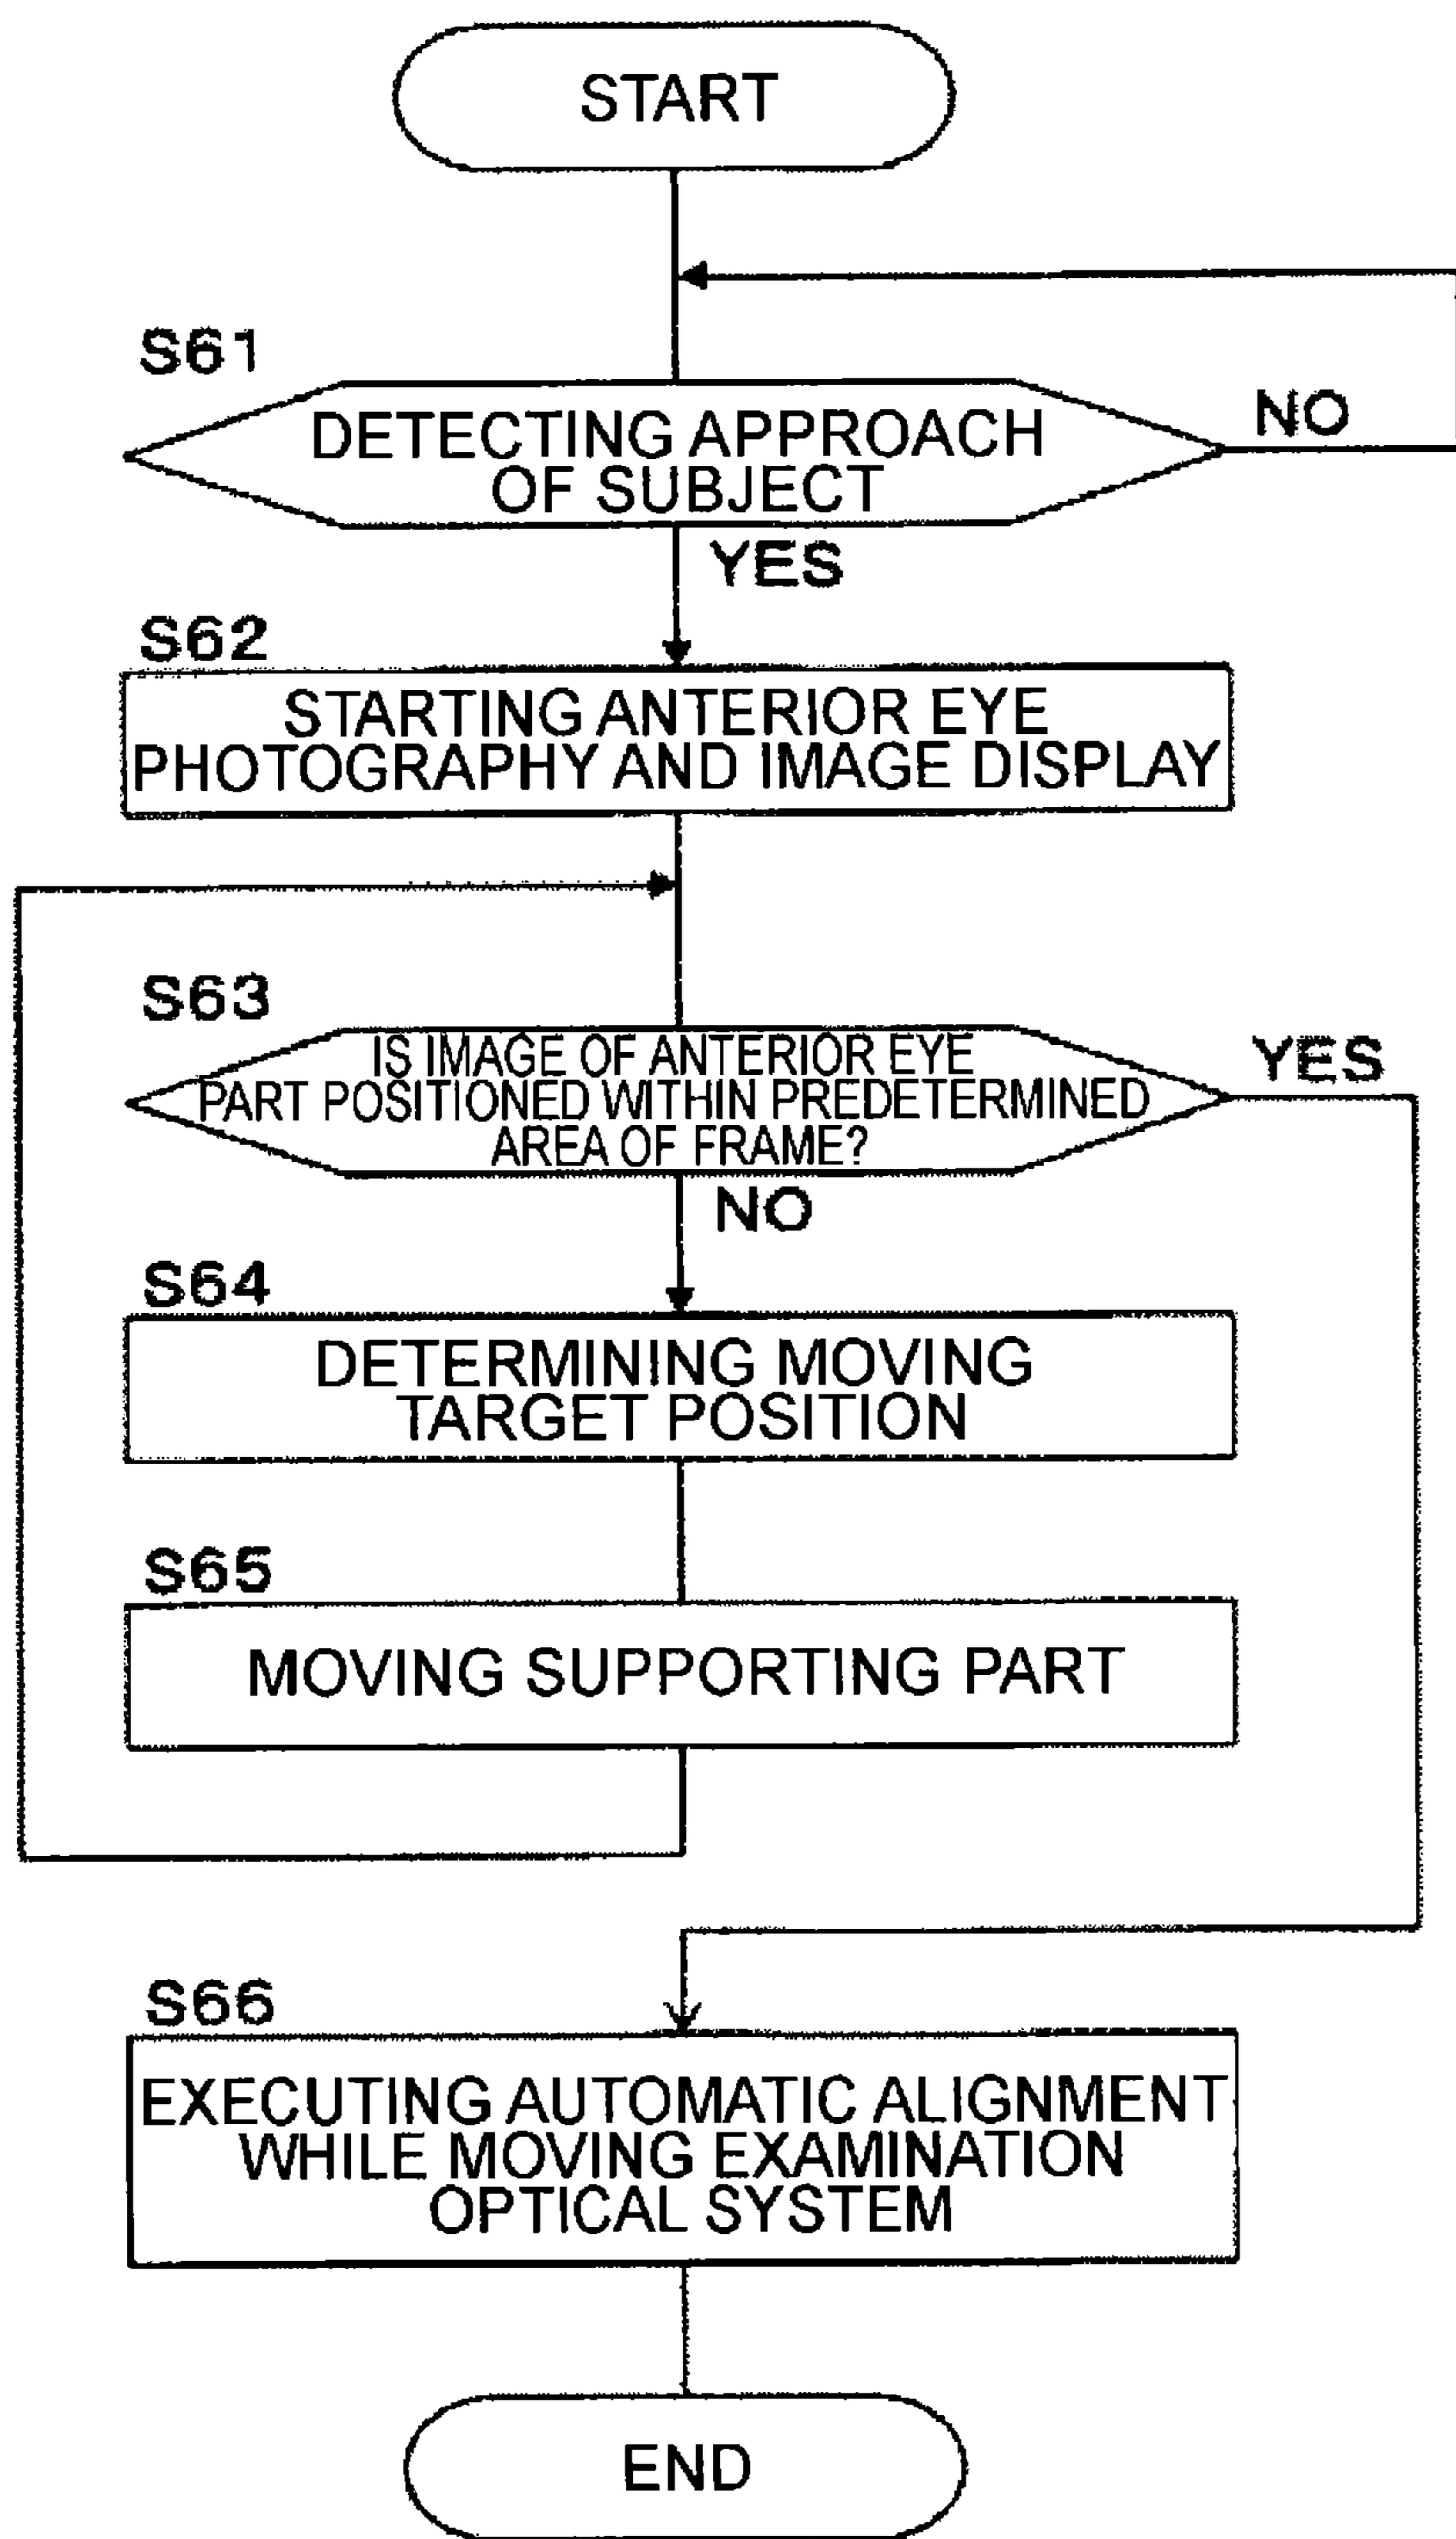 START
S61
DETECTING APPROACH
OF SUBJECT
NO
YES
S62
STARTING ANTERIOR EYE
PHOTOGRAPHY AND IMAGE DISPLAY
S63
IS IMAGE OF ANTERIOR EYE
PART POSITIONED WITHIN PREDETERMINED
AREA OF FRAME?
YES
NO
S64
DETERMINING MOVING
TARGET POSITION
S65
MOVING SUPPORTING PART
S66
EXECUTING AUTOMATIC ALIGNMENT
WHILE MOVING EXAMINATION
OPTICAL SYSTEM
END